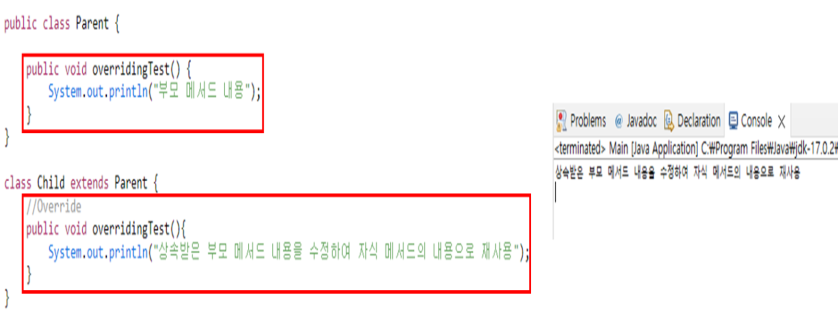 public class Parent {
public void overridingTest() {
System.out.println("부모 메서드 내용");
}
}
class Child extends Parent {
//Override
public void overridingTest(){
System.out.println("상속받은 부모 메서드 내용을 수정하여 자식 메서드의 내용으로 재사용");
}
}
Problems @ Javadoc Declaration Console
<terminated> Main [Java Application] C:₩Program Files₩Java₩jdk-17.0.2₩
상속받은 부모 메서드 내용을 수정하여 자식 메서드의 내용으로 재사용